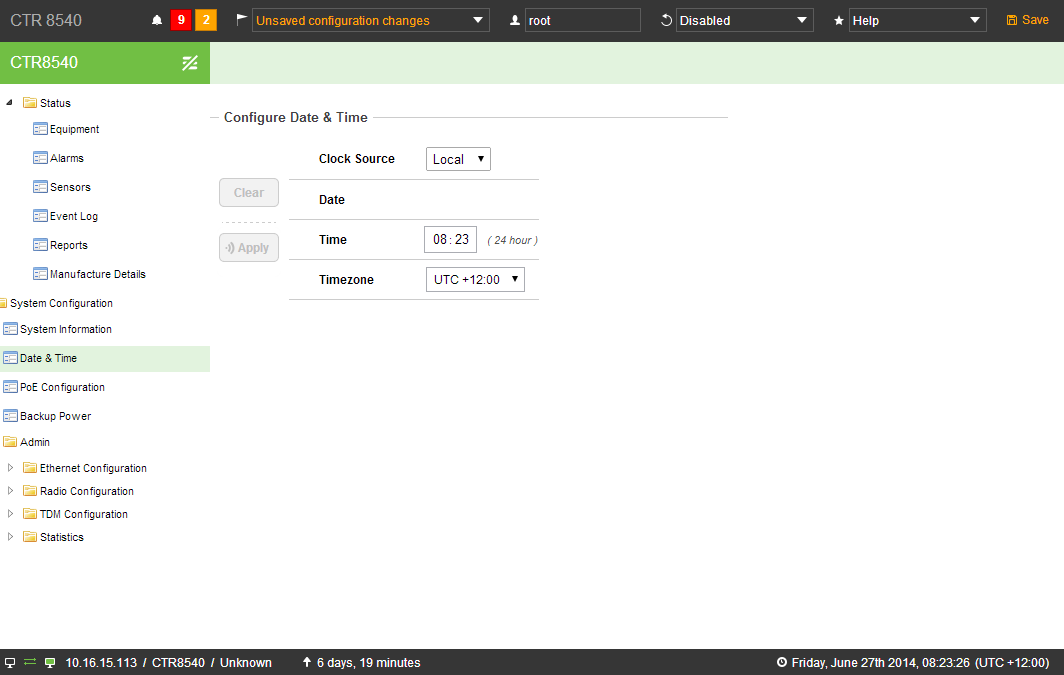 CTR 8540 9 2 Unsaved configuration changes root Disabled Help Save
CTR8540
Status
Equipment
Alarms
Sensors
Event Log
Reports
Manufacture Details
System Configuration
System Information
Date & Time
PoE Configuration
Backup Power
Admin
Ethernet Configuration
Radio Configuration
TDM Configuration
Statistics
Configure Date & Time
Clear
Apply
Clock Source Local
Date
Time 08 : 23 ( 24 hour )
Timezone UTC +12:00
10.16.15.113 / CTR8540 / Unknown 6 days, 19 minutes Friday, June 27th 2014, 08:23:26 (UTC +12:00)